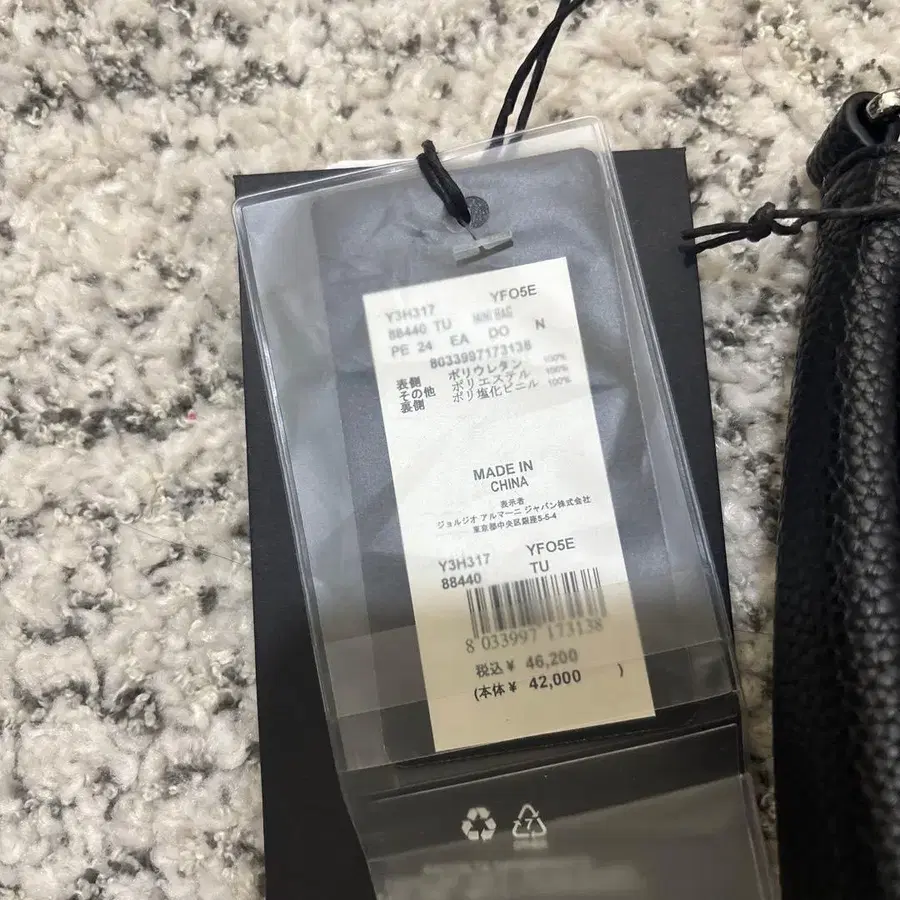 Y3H317 YFO5E
88440 TU MINI BAG
PE 24 EA DO N
8033997173138
表側 ポリウレタン 100%
その他 ポリエステル 100%
裏側 ポリ塩化ビニル 100%
MADE IN
CHINA
表示者
ジョルジオ アルマーニ ジャパン株式会社
東京都中央区銀座5-5-4
Y3H317 YFO5E
88440 TU
8 033997 173138
税込¥ 46,200
(本体¥ 42,000 )
7